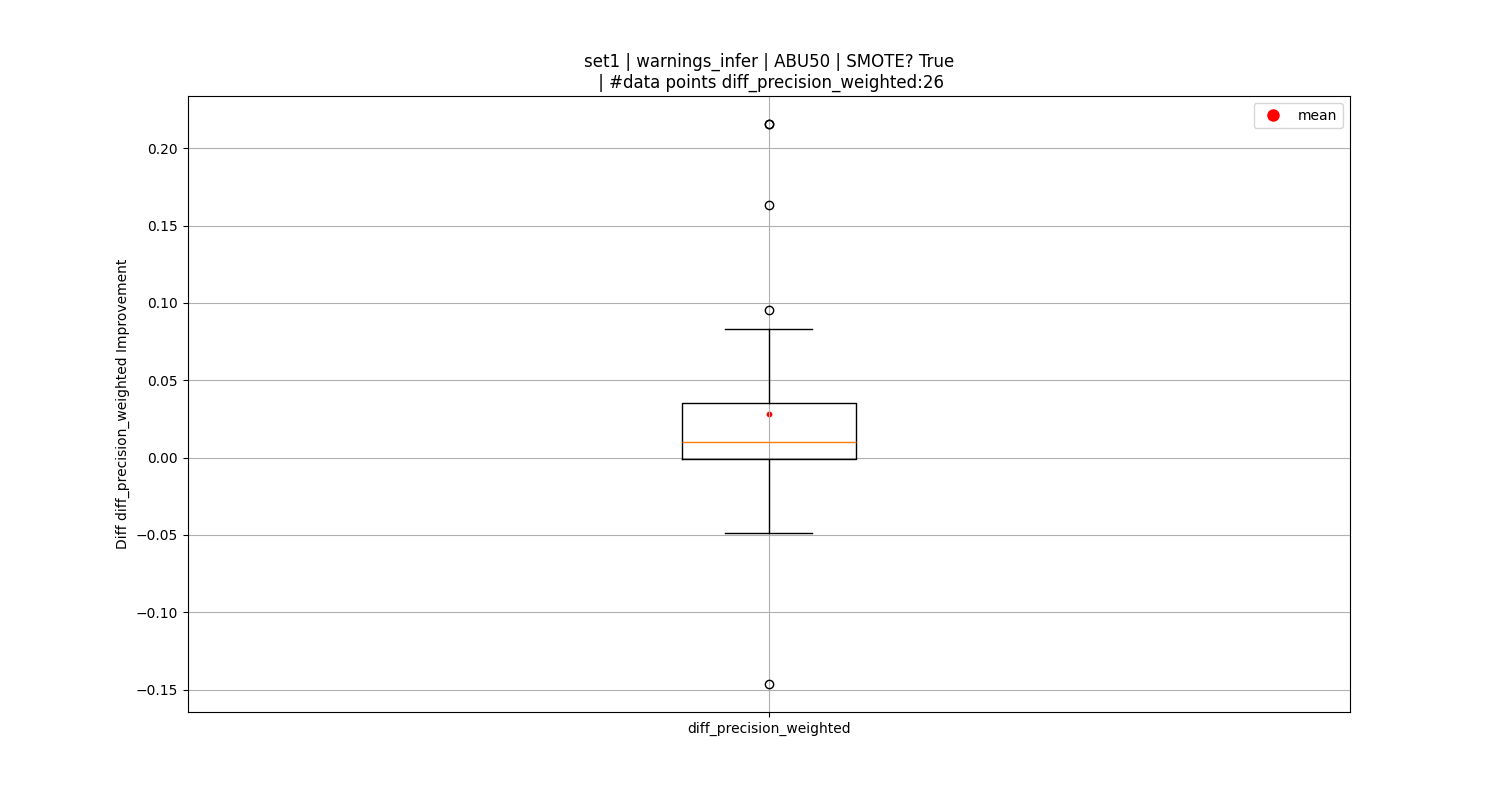 set1 | warnings_infer | ABU50 | SMOTE? True
| #data points diff_precision_weighted:26
mean
0.20
0.15
0.10
0.05
0.00
−0.05
−0.10
−0.15
Diff diff_precision_weighted Improvement
diff_precision_weighted